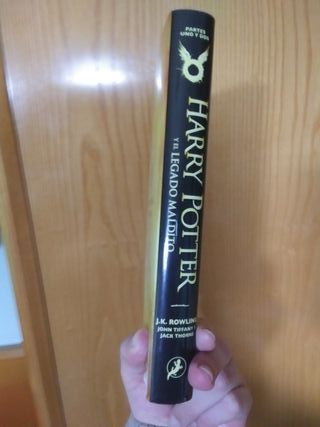 PARTES
UNO Y DOS
HARRY POTTER
Y EL LEGADO MALDITO
J.K. ROWLING
JOHN TIFFANY
JACK THORNE